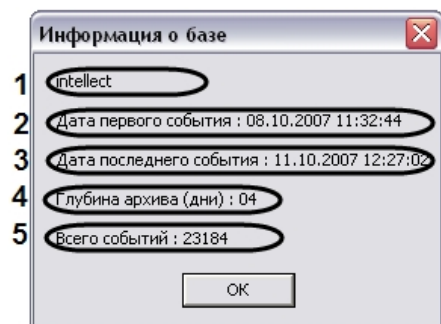 Информация о базе
1 intellect
2 Дата первого события : 08.10.2007 11:32:44
3 Дата последнего события : 11.10.2007 12:27:02
4 Глубина архива (дни) : 04
5 Всего событий : 23184
OK